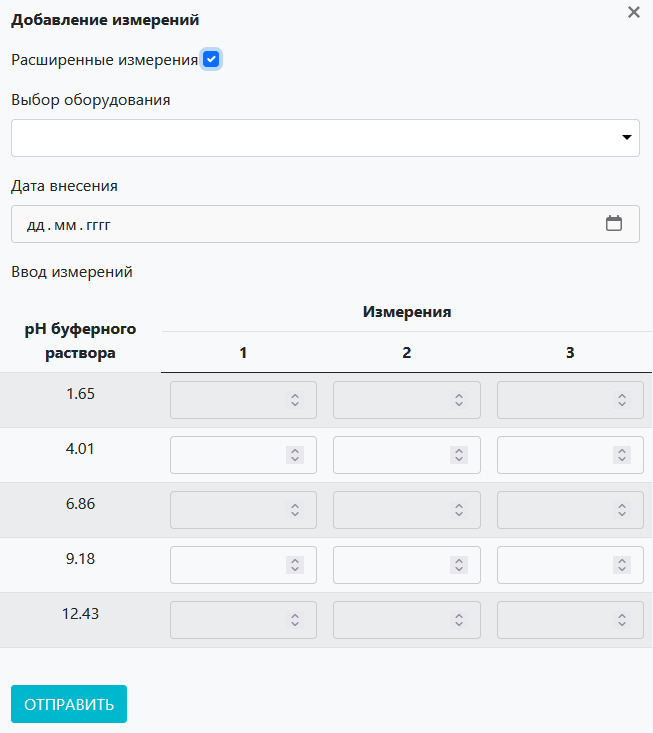 Добавление измерений
Расширенные измерения
Выбор оборудования
Дата внесения
дд.мм.гггг
Ввод измерений
pH буферного раствора
Измерения
1 2 3
1.65
4.01
6.86
9.18
12.43
ОТПРАВИТЬ